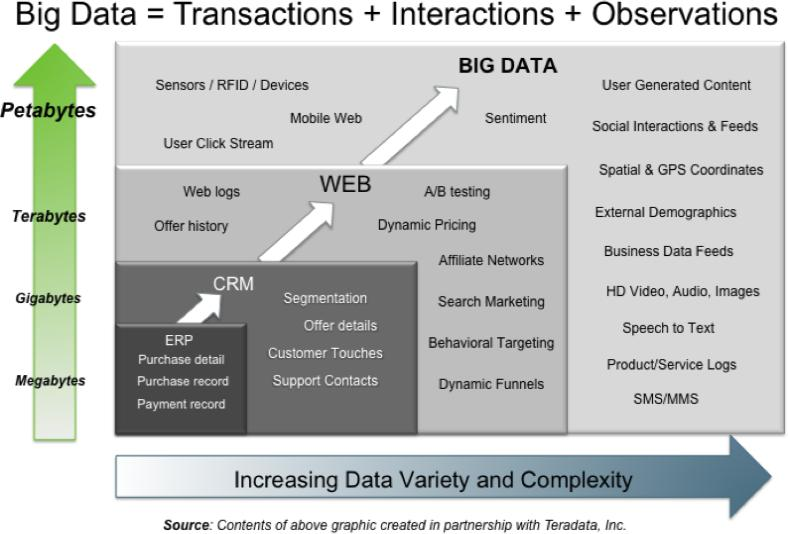 Big Data = Transactions + Interactions + Observations
Petabytes
Terabytes
Gigabytes
Megabytes
BIG DATA
Sensors / RFID / Devices
Mobile Web
User Click Stream
Sentiment
User Generated Content
Social Interactions & Feeds
Spatial & GPS Coordinates
External Demographics
Business Data Feeds
HD Video, Audio, Images
Speech to Text
Product/Service Logs
SMS/MMS
WEB
Web logs
Offer history
A/B testing
Dynamic Pricing
Affiliate Networks
Search Marketing
Behavioral Targeting
Dynamic Funnels
CRM
Segmentation
Offer details
Customer Touches
Support Contacts
ERP
Purchase detail
Purchase record
Payment record
Increasing Data Variety and Complexity
Source: Contents of above graphic created in partnership with Teradata, Inc.